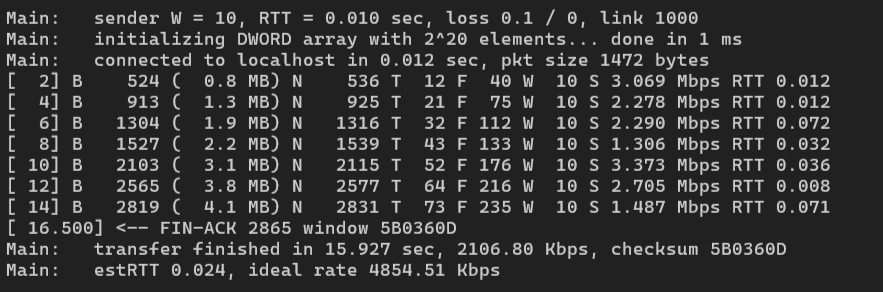 Main:   sender W = 10, RTT = 0.010 sec, loss 0.1 / 0, link 1000
Main:   initializing DWORD array with 2^20 elements... done in 1 ms
Main:   connected to localhost in 0.012 sec, pkt size 1472 bytes
[  2] B    524 (  0.8 MB) N    536 T  12 F  40 W  10 S 3.069 Mbps RTT 0.012
[  4] B    913 (  1.3 MB) N    925 T  21 F  75 W  10 S 2.278 Mbps RTT 0.012
[  6] B   1304 (  1.9 MB) N   1316 T  32 F 112 W  10 S 2.290 Mbps RTT 0.072
[  8] B   1527 (  2.2 MB) N   1539 T  43 F 133 W  10 S 1.306 Mbps RTT 0.032
[ 10] B   2103 (  3.1 MB) N   2115 T  52 F 176 W  10 S 3.373 Mbps RTT 0.036
[ 12] B   2565 (  3.8 MB) N   2577 T  64 F 216 W  10 S 2.705 Mbps RTT 0.008
[ 14] B   2819 (  4.1 MB) N   2831 T  73 F 235 W  10 S 1.487 Mbps RTT 0.071
[ 16.500] <-- FIN-ACK 2865 window 5B0360D
Main:   transfer finished in 15.927 sec, 2106.80 Kbps, checksum 5B0360D
Main:   estRTT 0.024, ideal rate 4854.51 Kbps